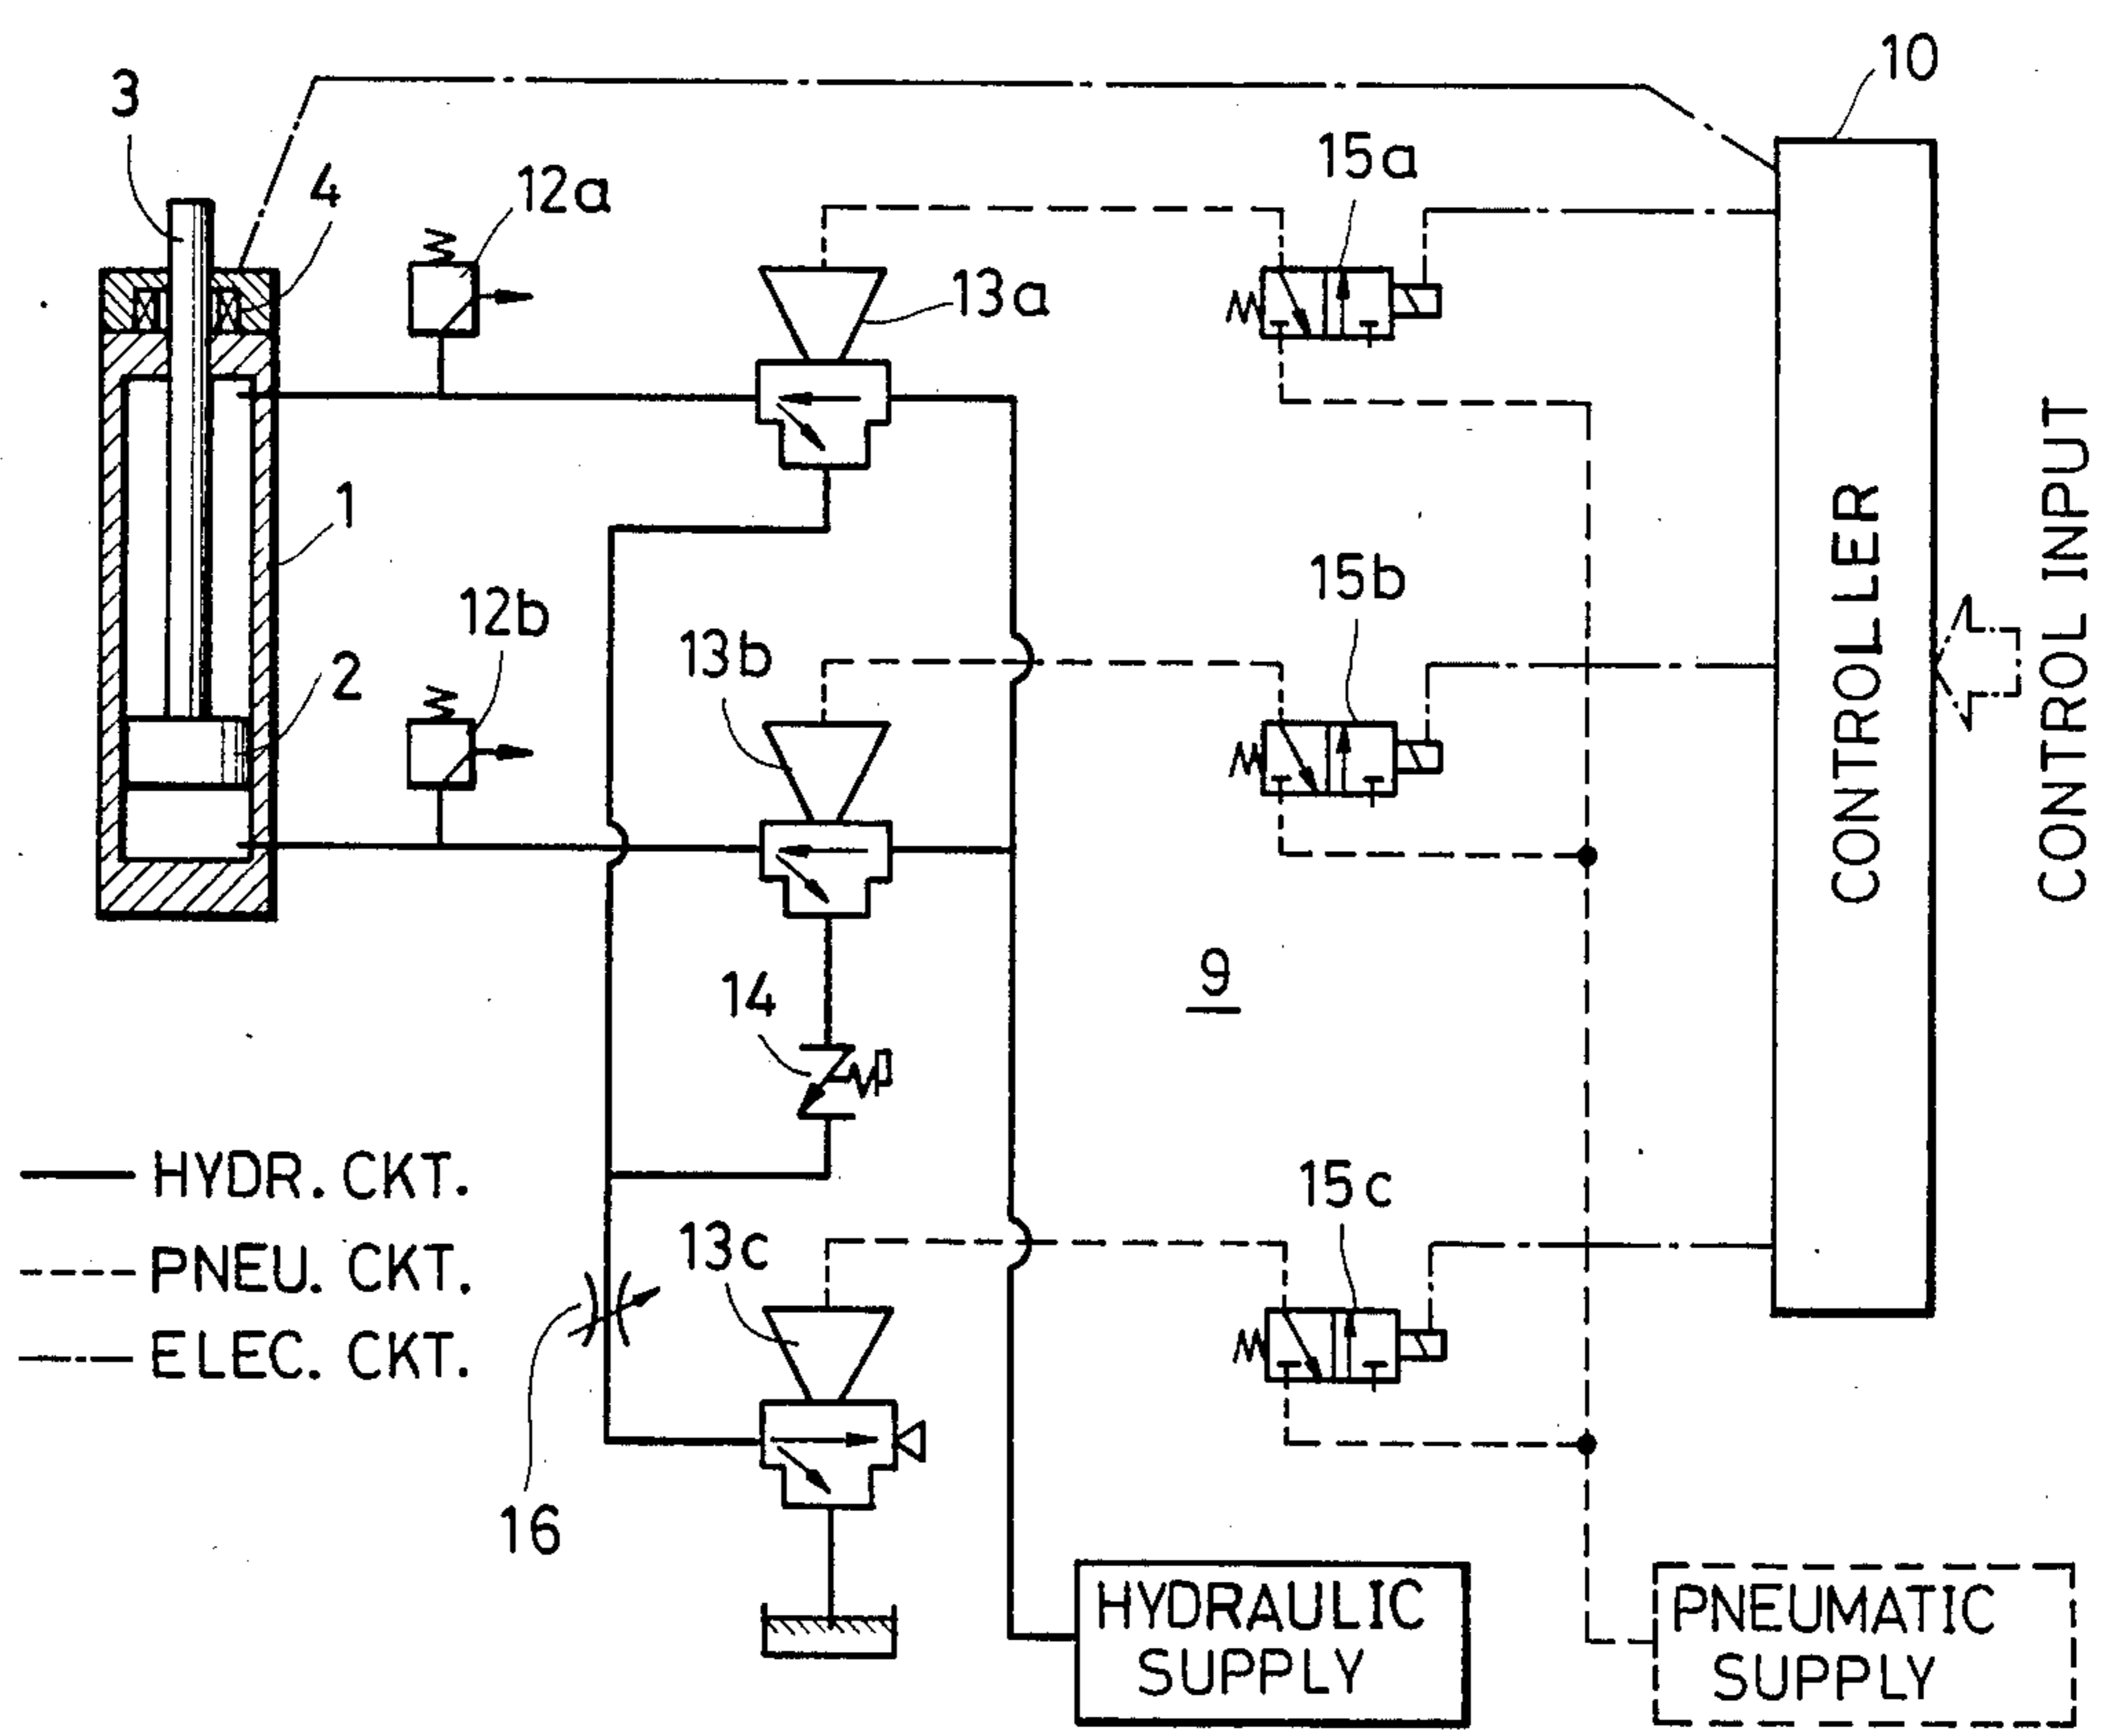 10
3
15a
4
12a
13a
1
15b
12b
13b
2
CONTROLLER
CONTROL INPUT
9
14
HYDR. CKT.
15c
13c
PNEU. CKT.
ELEC. CKT.
16
HYDRAULIC
SUPPLY
PNEUMATIC
SUPPLY